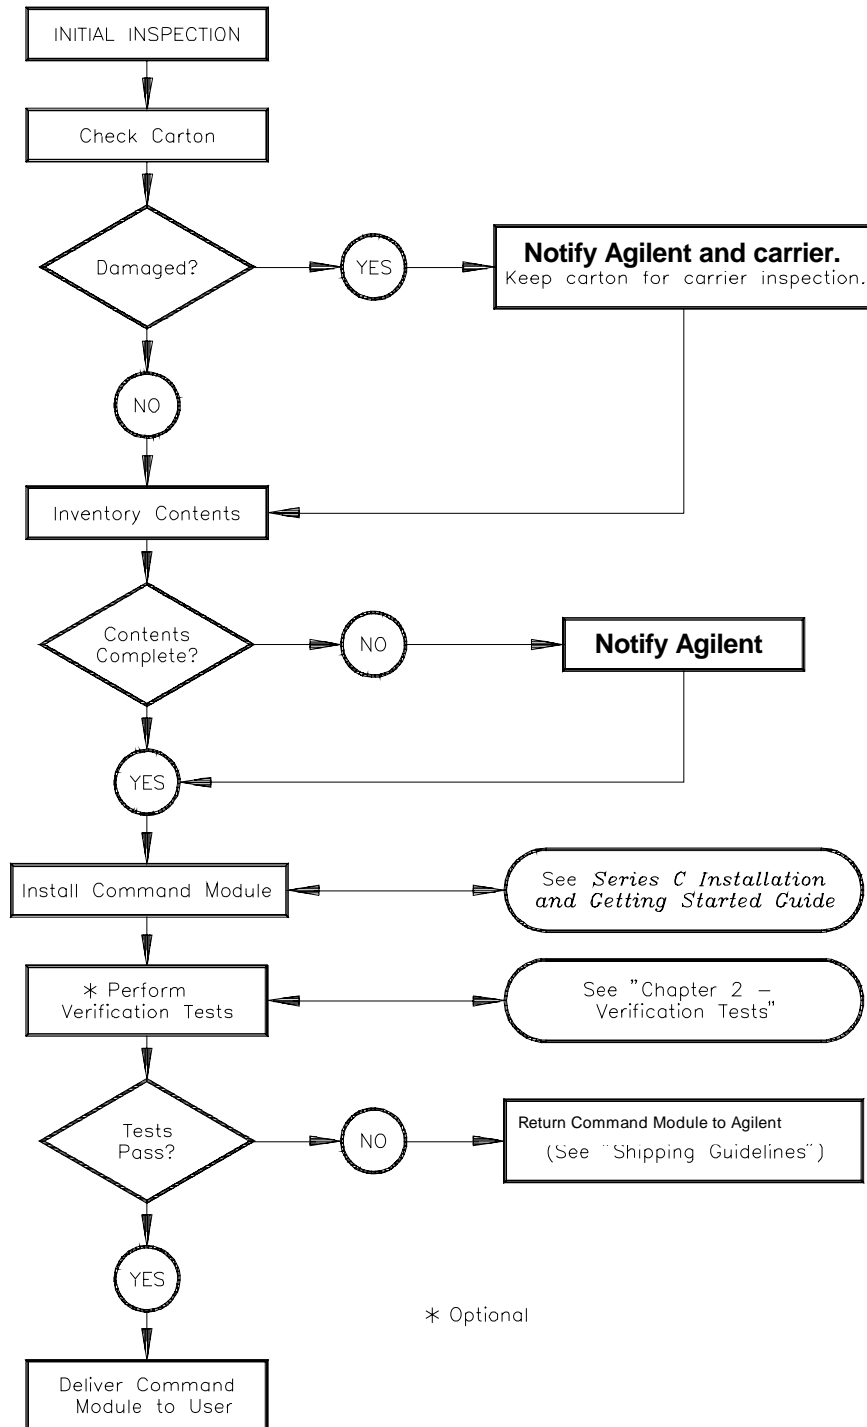 INITIAL INSPECTION
Check Carton
Damaged?
YES
Notify Agilent and carrier.
Keep carton for carrier inspection.
NO
Inventory Contents
Contents
Complete?
NO
Notify Agilent
YES
Install Command Module
See Series C Installation
and Getting Started Guide
* Perform
Verification Tests
See "Chapter 2 –
Verification Tests"
Tests
Pass?
NO
Return Command Module to Agilent
(See "Shipping Guidelines")
YES
* Optional
Deliver Command
Module to User